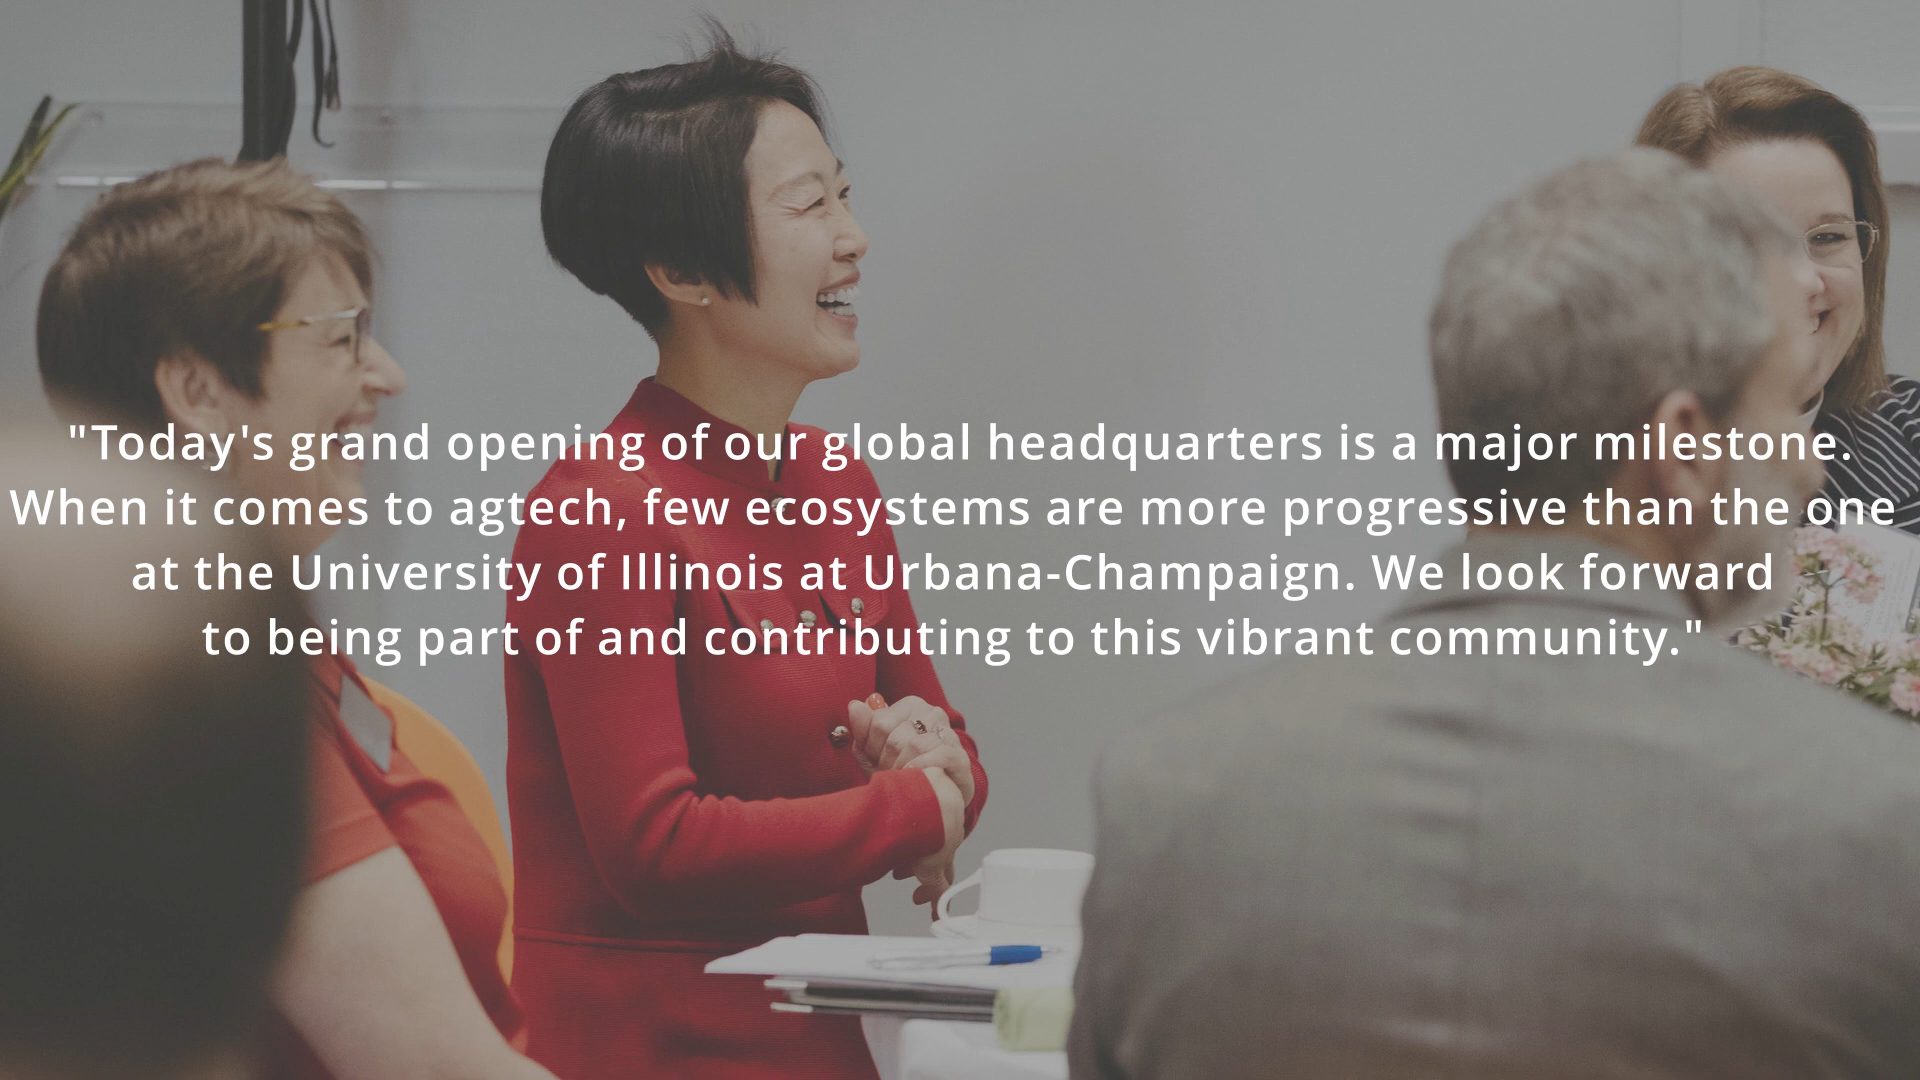 "Today's grand opening of our global headquarters is a major milestone.
When it comes to agtech, few ecosystems are more progressive than the one
at the University of Illinois at Urbana-Champaign. We look forward
to being part of and contributing to this vibrant community."